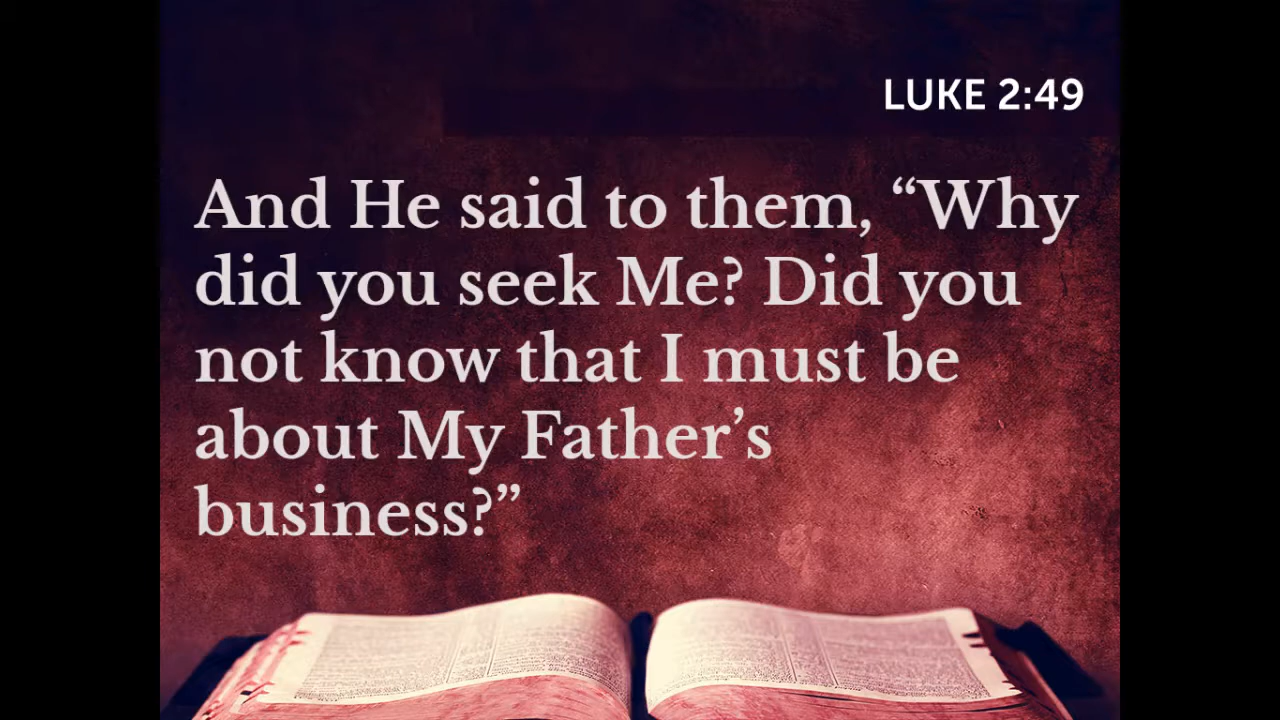 LUKE 2:49
And He said to them, “Why
did you seek Me? Did you
not know that I must be
about My Father’s
business?”